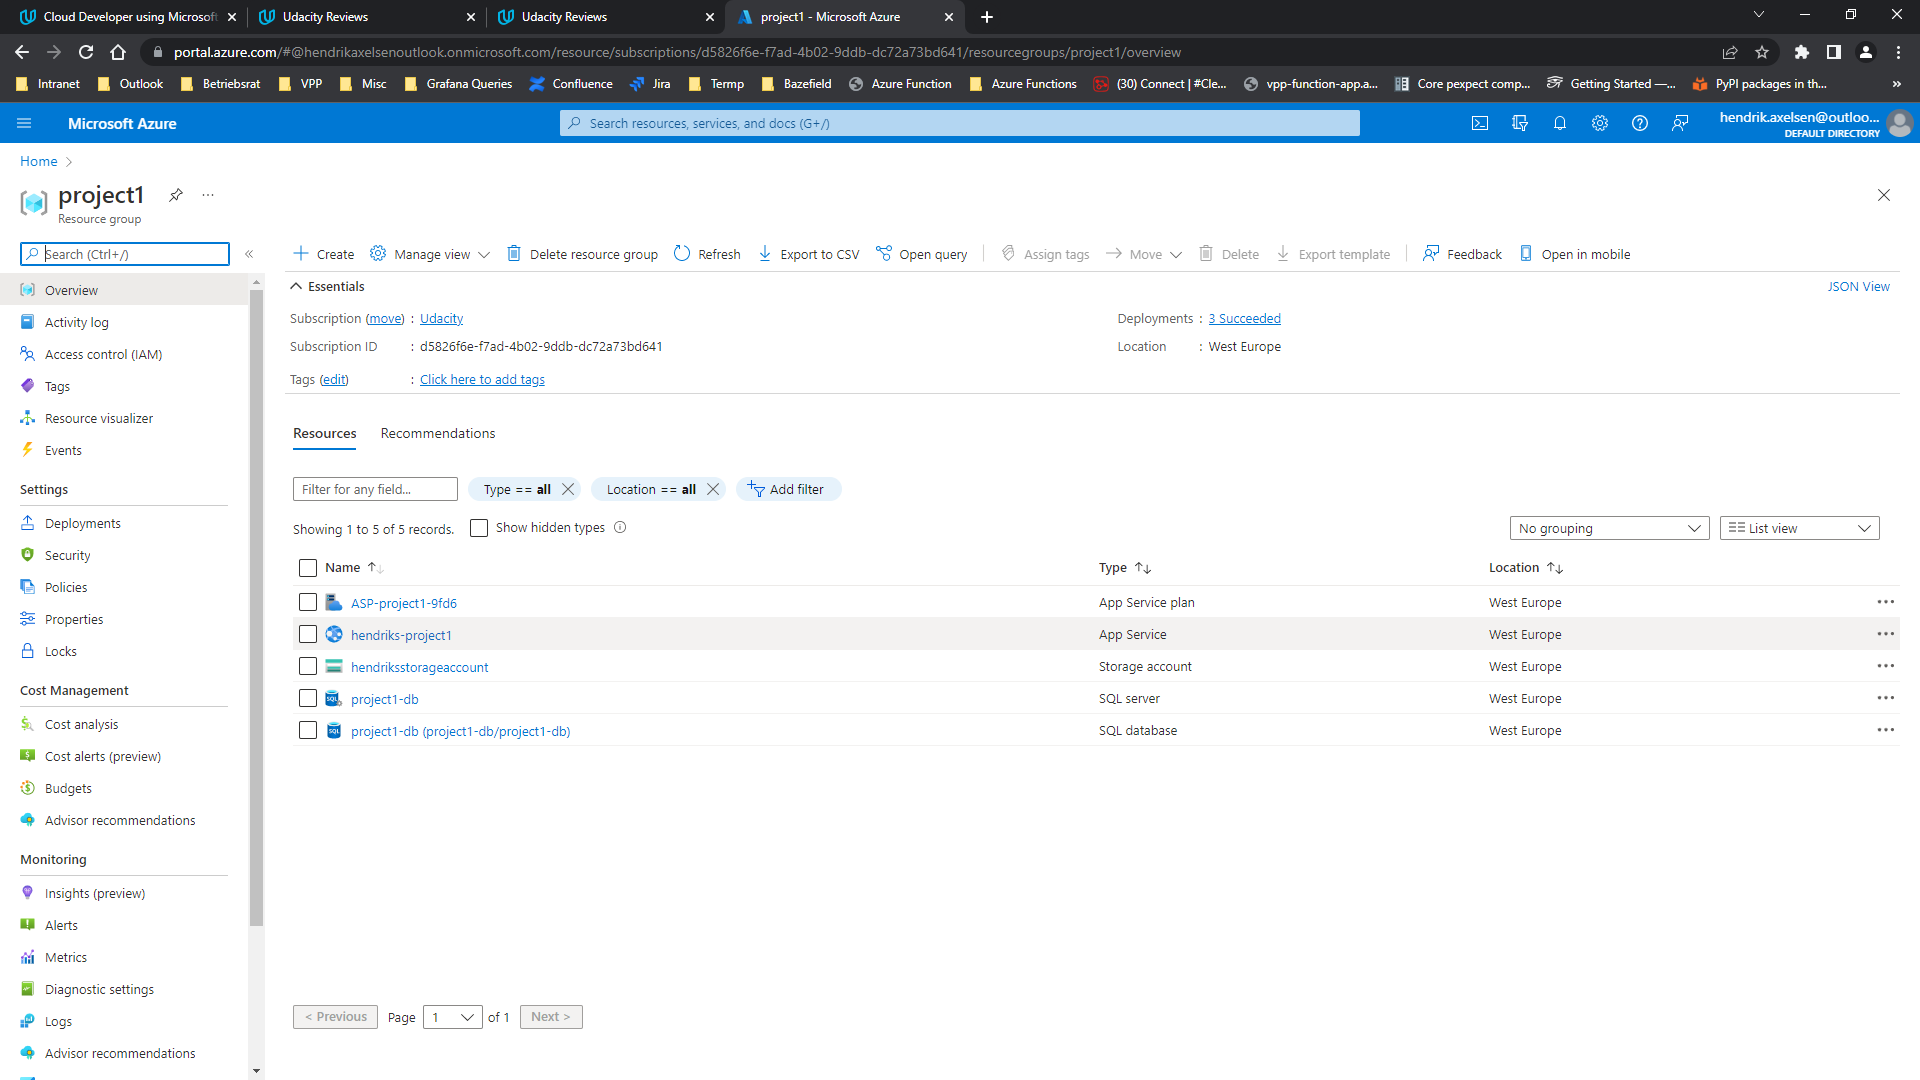 Cloud Developer using Microsoft
Udacity Reviews
Udacity Reviews
project1 - Microsoft Azure
portal.azure.com/#@hendrikaxelsenoutlook.onmicrosoft.com/resource/subscriptions/d5826f6e-f7ad-4b02-9ddb-dc72a73bd641/resourcegroups/project1/overview
Intranet Outlook Betriebsrat VPP Misc Grafana Queries Confluence Jira Termp Bazefield Azure Function Azure Functions (30) Connect | #Cle... vpp-function-app.a... Core pexpect comp... Getting Started —... PyPI packages in th... »
Microsoft Azure
Search resources, services, and docs (G+/)
hendrik.axelsen@outloo...
DEFAULT DIRECTORY
Home >
project1
Resource group
Search (Ctrl+/) «
Overview
Activity log
Access control (IAM)
Tags
Resource visualizer
Events
Settings
Deployments
Security
Policies
Properties
Locks
Cost Management
Cost analysis
Cost alerts (preview)
Budgets
Advisor recommendations
Monitoring
Insights (preview)
Alerts
Metrics
Diagnostic settings
Logs
Advisor recommendations
Create Manage view Delete resource group Refresh Export to CSV Open query Assign tags Move Delete Export template Feedback Open in mobile
Essentials JSON View
Subscription (move) : Udacity
Subscription ID : d5826f6e-f7ad-4b02-9ddb-dc72a73bd641
Tags (edit) : Click here to add tags
Deployments : 3 Succeeded
Location : West Europe
Resources Recommendations
Filter for any field... Type == all Location == all Add filter
Showing 1 to 5 of 5 records. Show hidden types No grouping List view
Name Type Location
ASP-project1-9fd6 App Service plan West Europe
hendriks-project1 App Service West Europe
hendriksstorageaccount Storage account West Europe
project1-db SQL server West Europe
project1-db (project1-db/project1-db) SQL database West Europe
< Previous Page 1 of 1 Next >